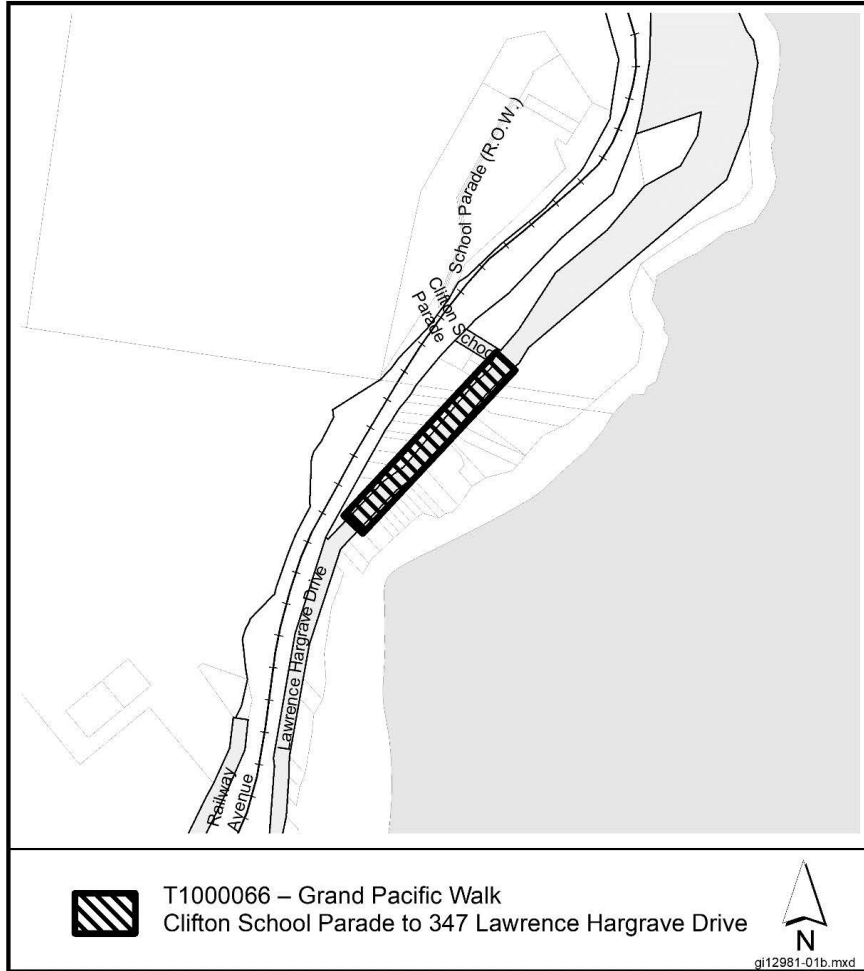 School Parade (R.O.W.)
Clifton School
Parade
Lawrence Hargrave Drive
Railway
Avenue
T1000066 – Grand Pacific Walk
Clifton School Parade to 347 Lawrence Hargrave Drive
N
gi12981-01b.mxd